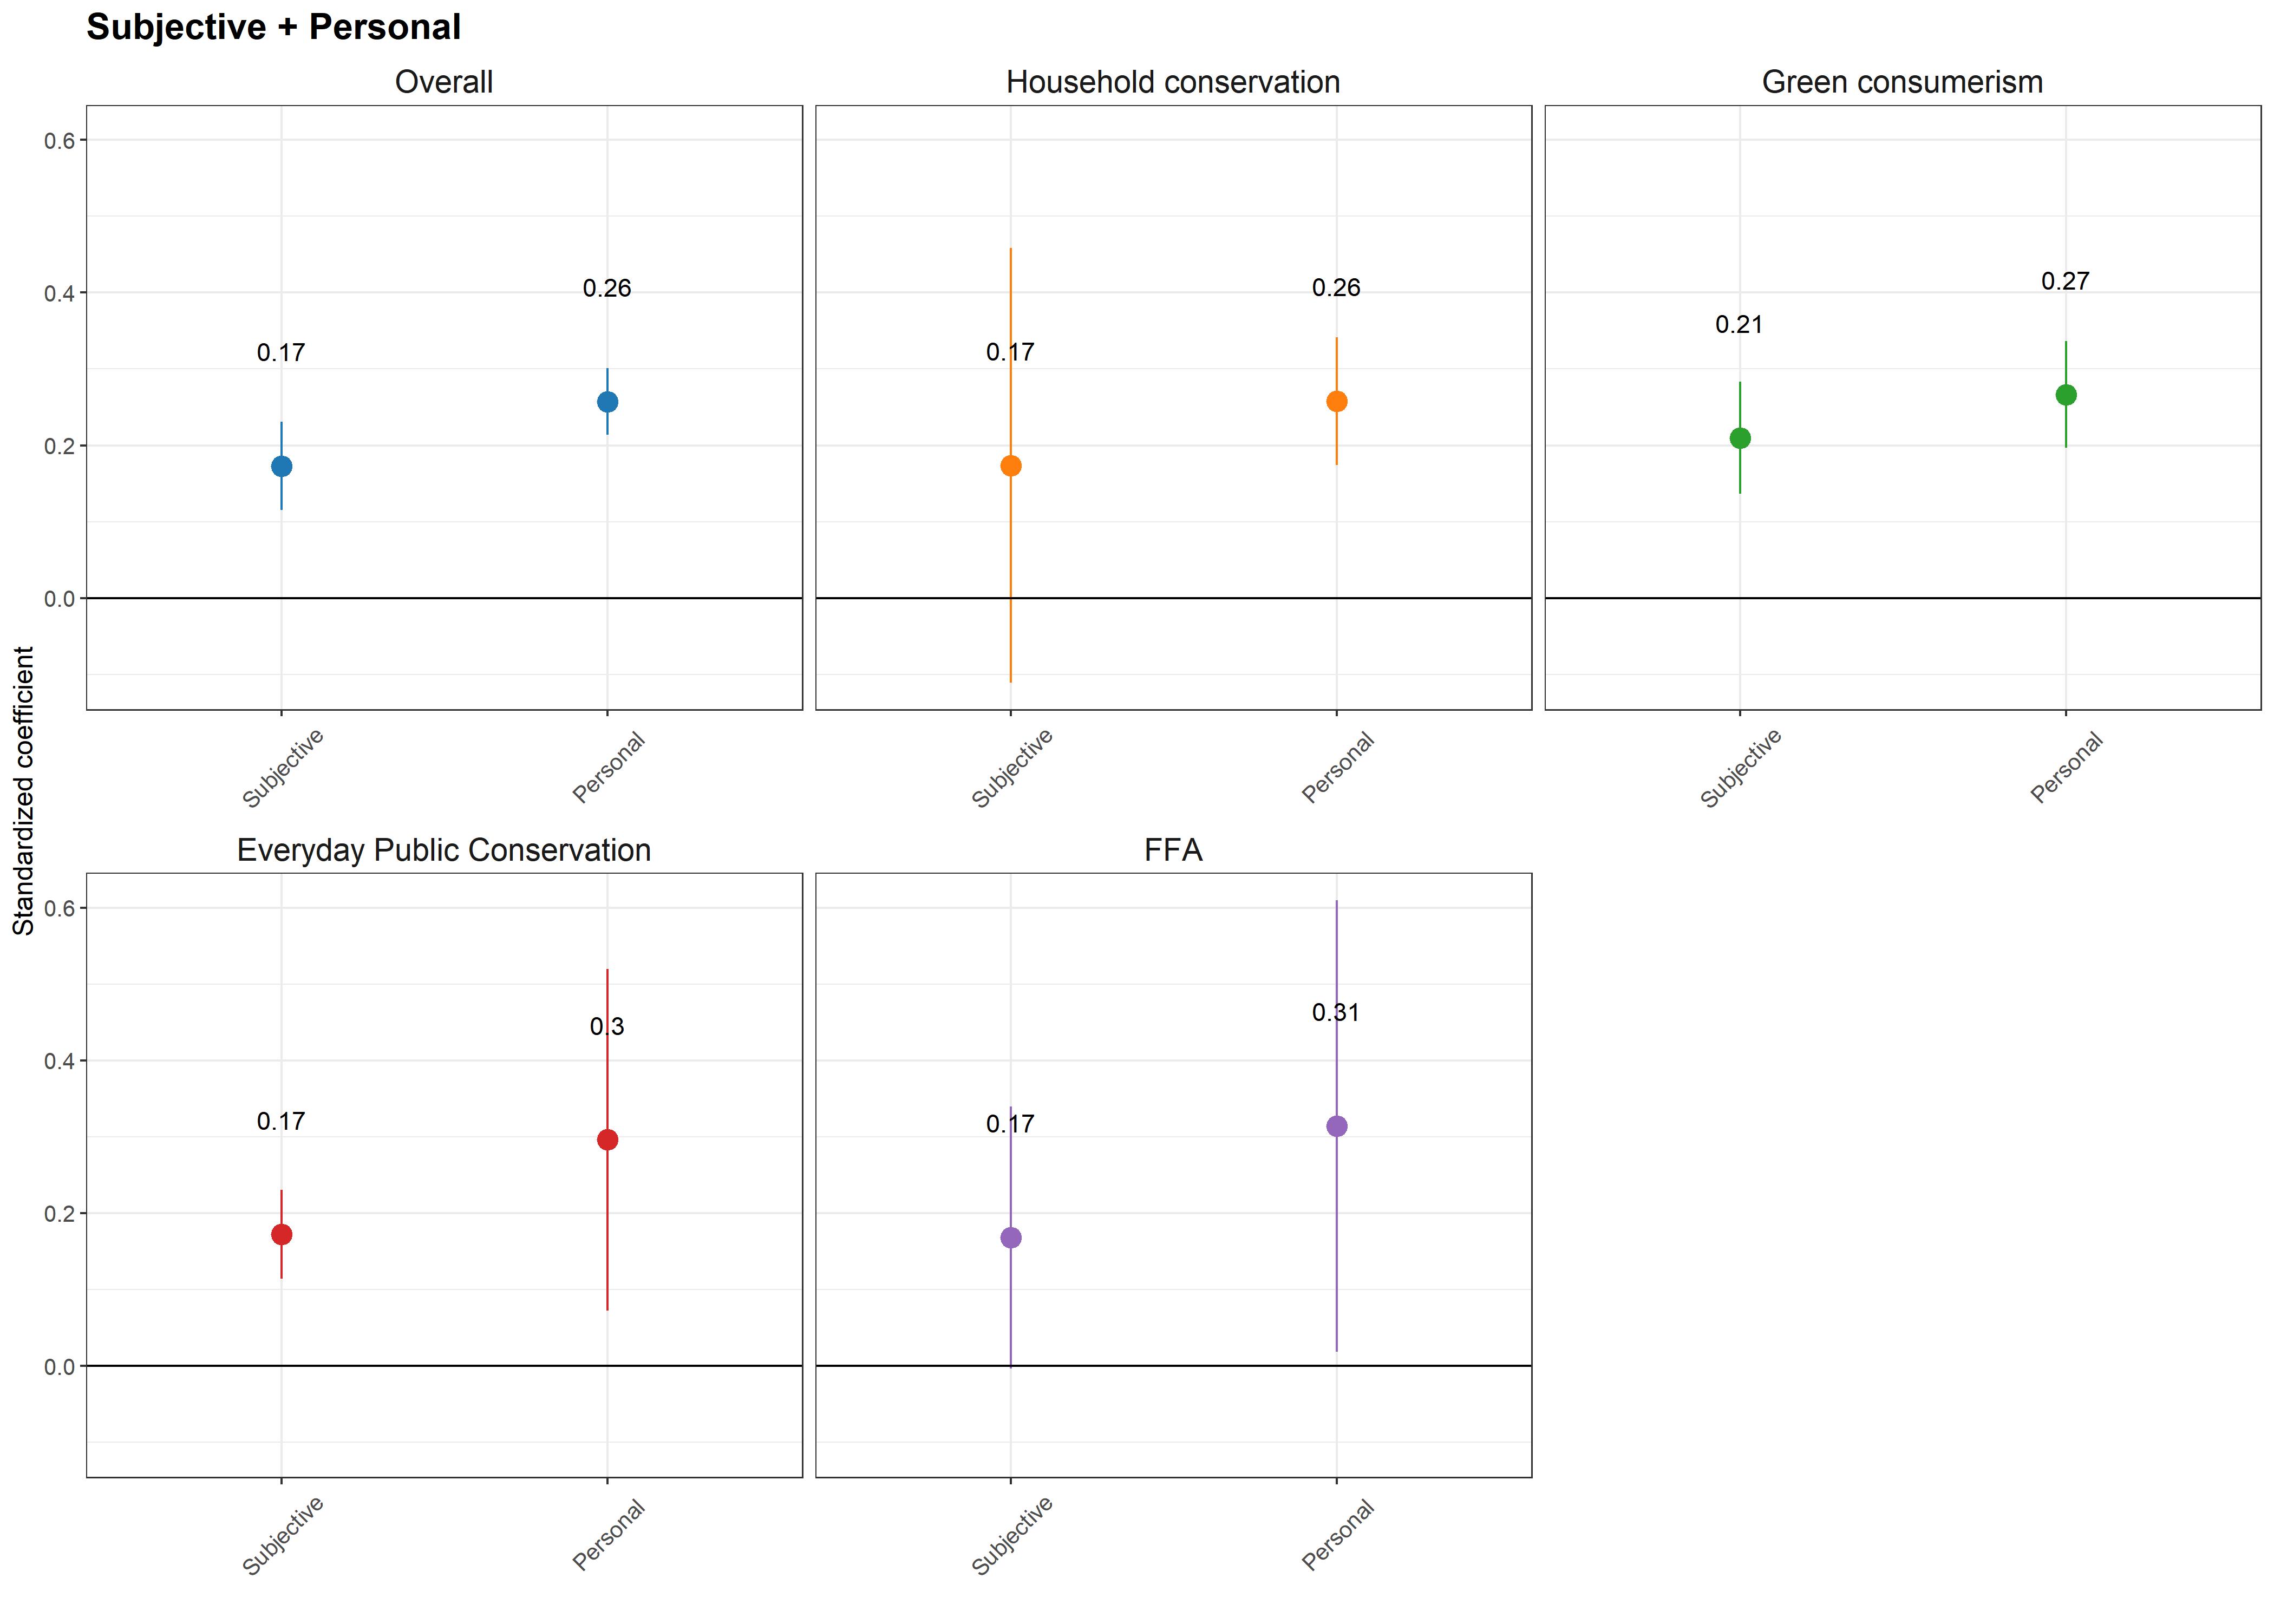 Subjective + Personal
Overall
Household conservation
Green consumerism
Standardized coefficient
0.6
0.4
0.2
0.0
0.17
0.26
0.17
0.26
0.21
0.27
Subjective
Personal
Subjective
Personal
Subjective
Personal
Everyday Public Conservation
FFA
0.6
0.4
0.2
0.0
0.17
0.3
0.17
0.31
Subjective
Personal
Subjective
Personal